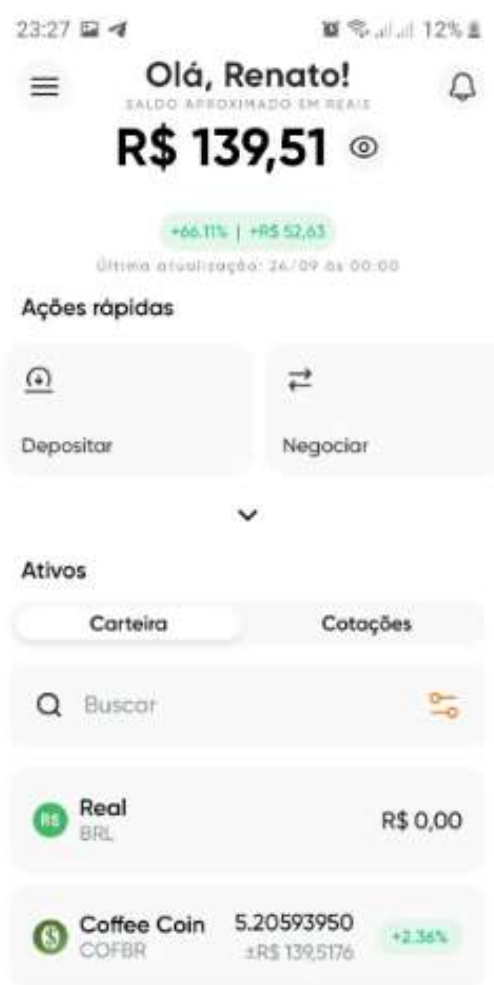 23:27 12%
Olá, Renato!
SALDO APROXIMADO EM REAIS
R$ 139,51
+66.11% | +R$ 52,63
Última atualização: 26/09 às 00:00
Ações rápidas
Depositar Negociar
Ativos
Carteira Cotações
Buscar
R$ Real R$ 0,00
BRL
Coffee Coin 5.20593950 +2.36%
COFBR ±R$ 139,5176